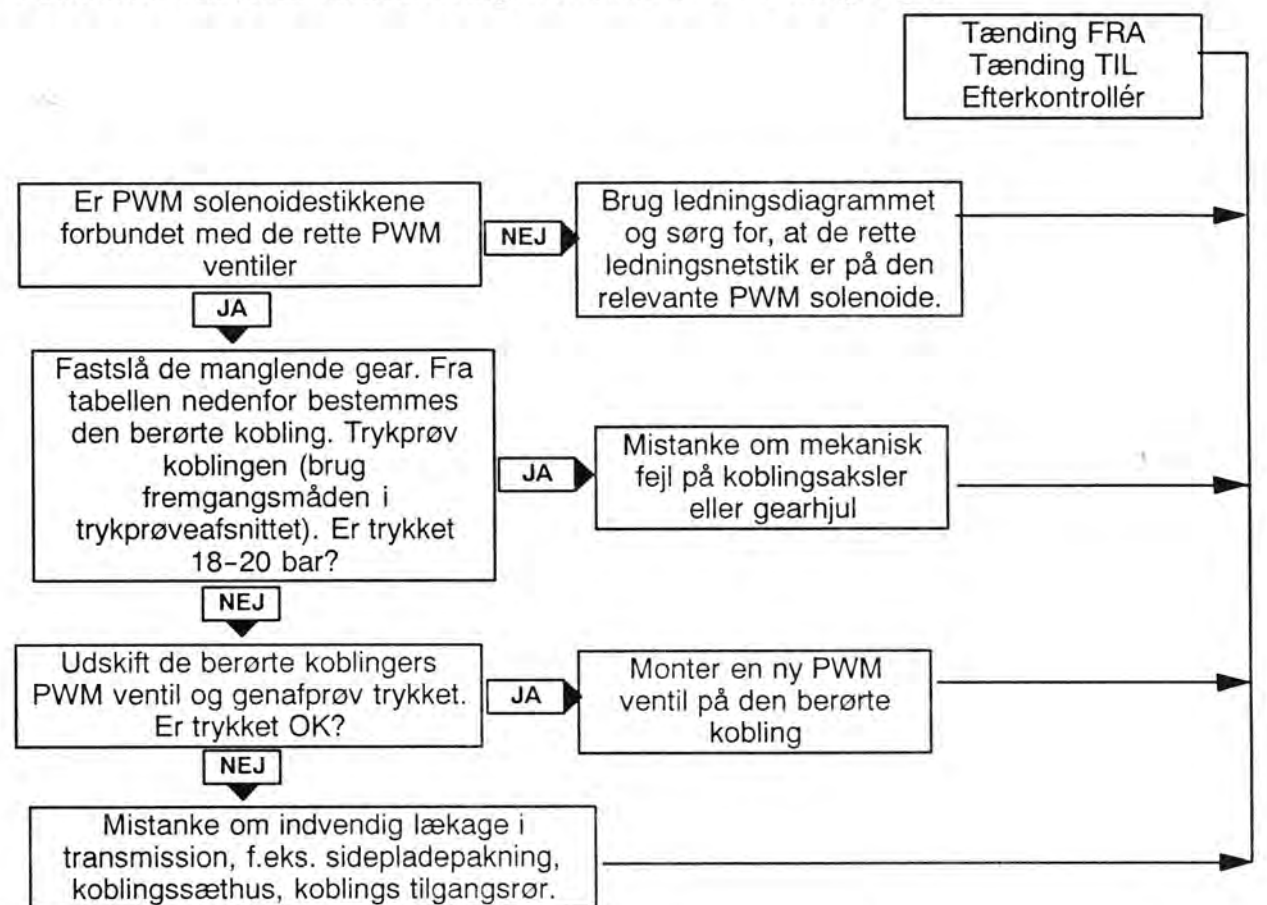 Tænding FRA
Tænding TIL
Efterkontrollér
Er PWM solenoidestikkene
forbundet med de rette PWM
ventiler
NEJ
Brug ledningsdiagrammet
og sørg for, at de rette
ledningsnetstik er på den
relevante PWM solenoide.
JA
Fastslå de manglende gear. Fra
tabellen nedenfor bestemmes
den berørte kobling. Trykprøv
koblingen (brug
fremgangsmåden i
trykprøveafsnittet). Er trykket
18-20 bar?
JA
Mistanke om mekanisk
fejl på koblingsaksler
eller gearhjul
NEJ
Udskift de berørte koblingers
PWM ventil og genafprøv trykket.
Er trykket OK?
JA
Monter en ny PWM
ventil på den berørte
kobling
NEJ
Mistanke om indvendig lækage i
transmission, f.eks. sidepladepakning,
koblingssæthus, koblings tilgangsrør.